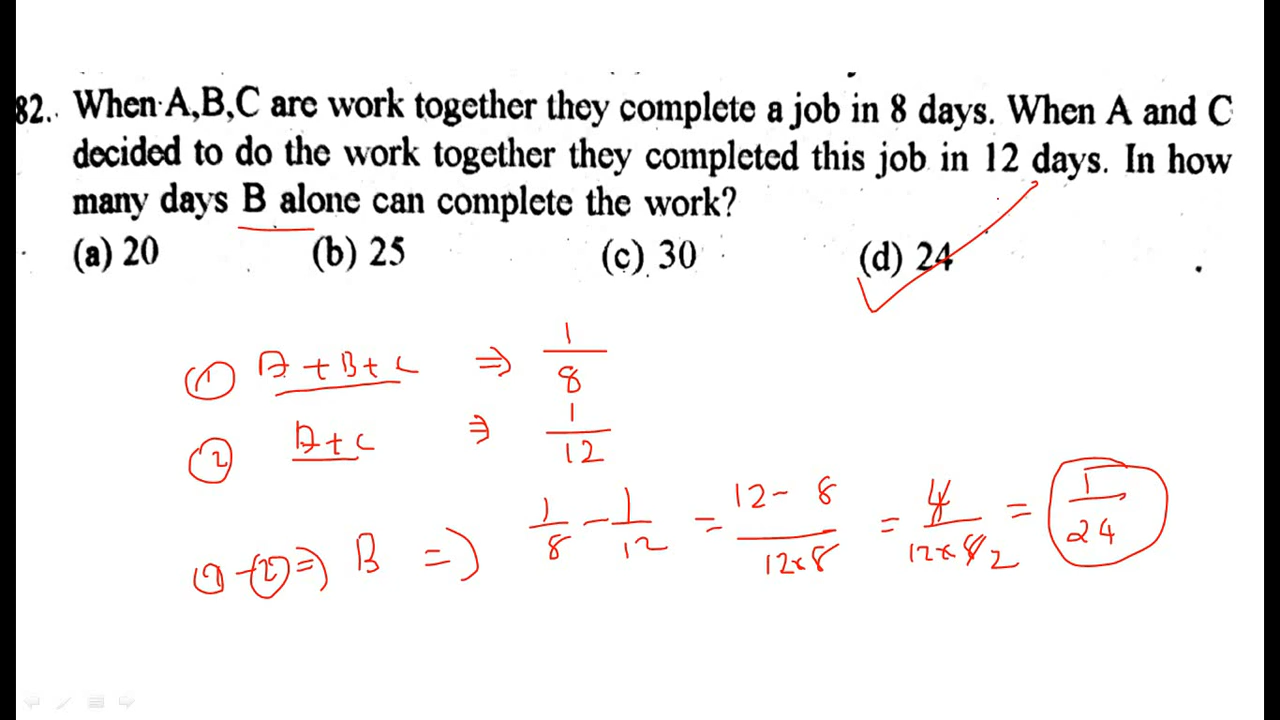 82. When A,B,C are work together they complete a job in 8 days. When A and C
decided to do the work together they completed this job in 12 days. In how
many days B alone can complete the work?
(a) 20 (b) 25 (c) 30 (d) 24
① A + B + C ⇒ 1/8
② A + C ⇒ 1/12
① - ② ⇒ B ⇒ 1/8 - 1/12 = 12 - 8 / 12×8 = 4 / 12×8 2 = 1/24